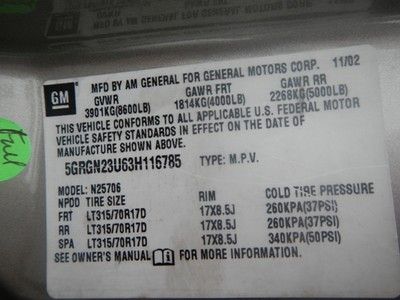 GM
MFD BY AM GENERAL FOR GENERAL MOTORS CORP. 11/02
GVWR GAWR FRT GAWR RR
3901KG(8600LB) 1814KG(4000LB) 2268KG(5000LB)
THIS VEHICLE CONFORMS TO ALL APPLICABLE U.S. FEDERAL MOTOR
VEHICLE SAFETY STANDARDS IN EFFECT ON THE DATE OF
MANUFACTURE SHOWN ABOVE.
5GRGN23U63H116785 TYPE: M.P.V.
MODEL: N25706
NPDD TIRE SIZE RIM COLD TIRE PRESSURE
FRT LT315/70R17D 17X8.5J 260KPA(37PSI)
RR LT315/70R17D 17X8.5J 260KPA(37PSI)
SPA LT315/70R17D 17X8.5J 340KPA(50PSI)
SEE OWNER'S MANUAL FOR MORE INFORMATION.